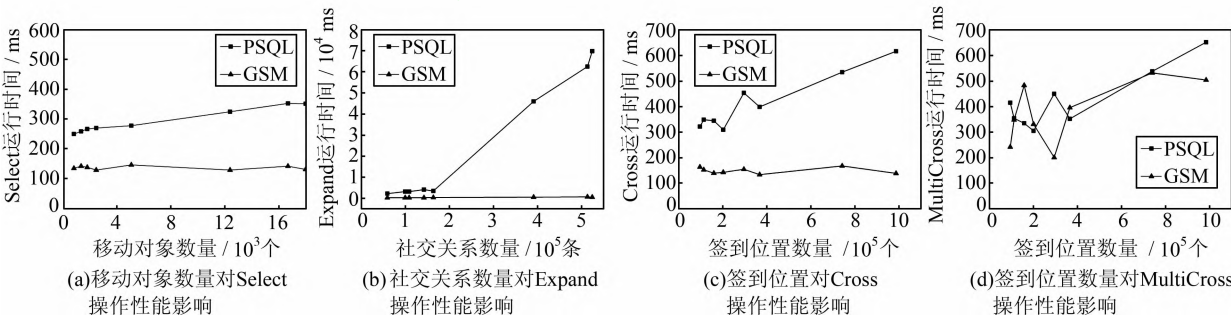 Select运行时间 / ms
600
500
400
300
200
100
0
0
5
10
15
PSQL
GSM
移动对象数量 / 10³个
(a)移动对象数量对Select
操作性能影响
Expand运行时间 / 10⁴ ms
8
7
6
5
4
3
2
1
0
0
1
2
3
4
5
PSQL
GSM
社交关系数量 / 10⁵条
(b)社交关系数量对Expand
操作性能影响
Cross运行时间 / ms
700
600
500
400
300
200
100
0
0
2
4
6
8
10
PSQL
GSM
签到位置数量 / 10⁵个
(c)签到位置对Cross
操作性能影响
MultiCross运行时间 / ms
700
600
500
400
300
200
100
0
0
2
4
6
8
10
PSQL
GSM
签到位置数量 / 10⁵个
(d)签到位置数量对MultiCross
操作性能影响